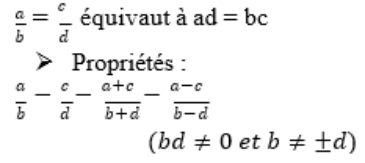 a/b = c/d équivaut à ad = bc
➤ Propriétés :
a/b – c/d – a+c/b+d – a−c/b−d
(bd ≠ 0 et b ≠ ±d)